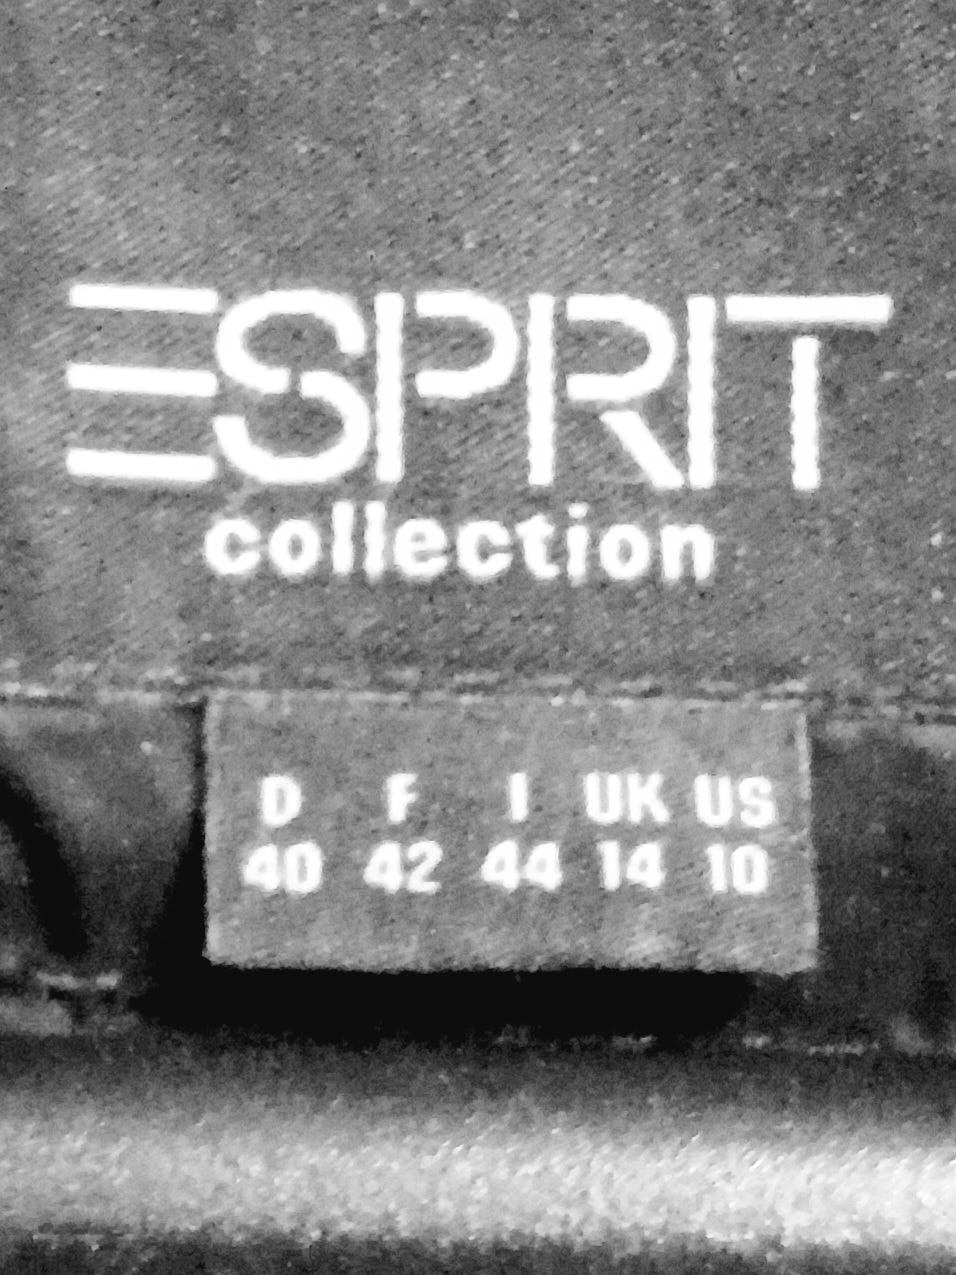 ESPRIT
collection
D F I UK US
40 42 44 14 10